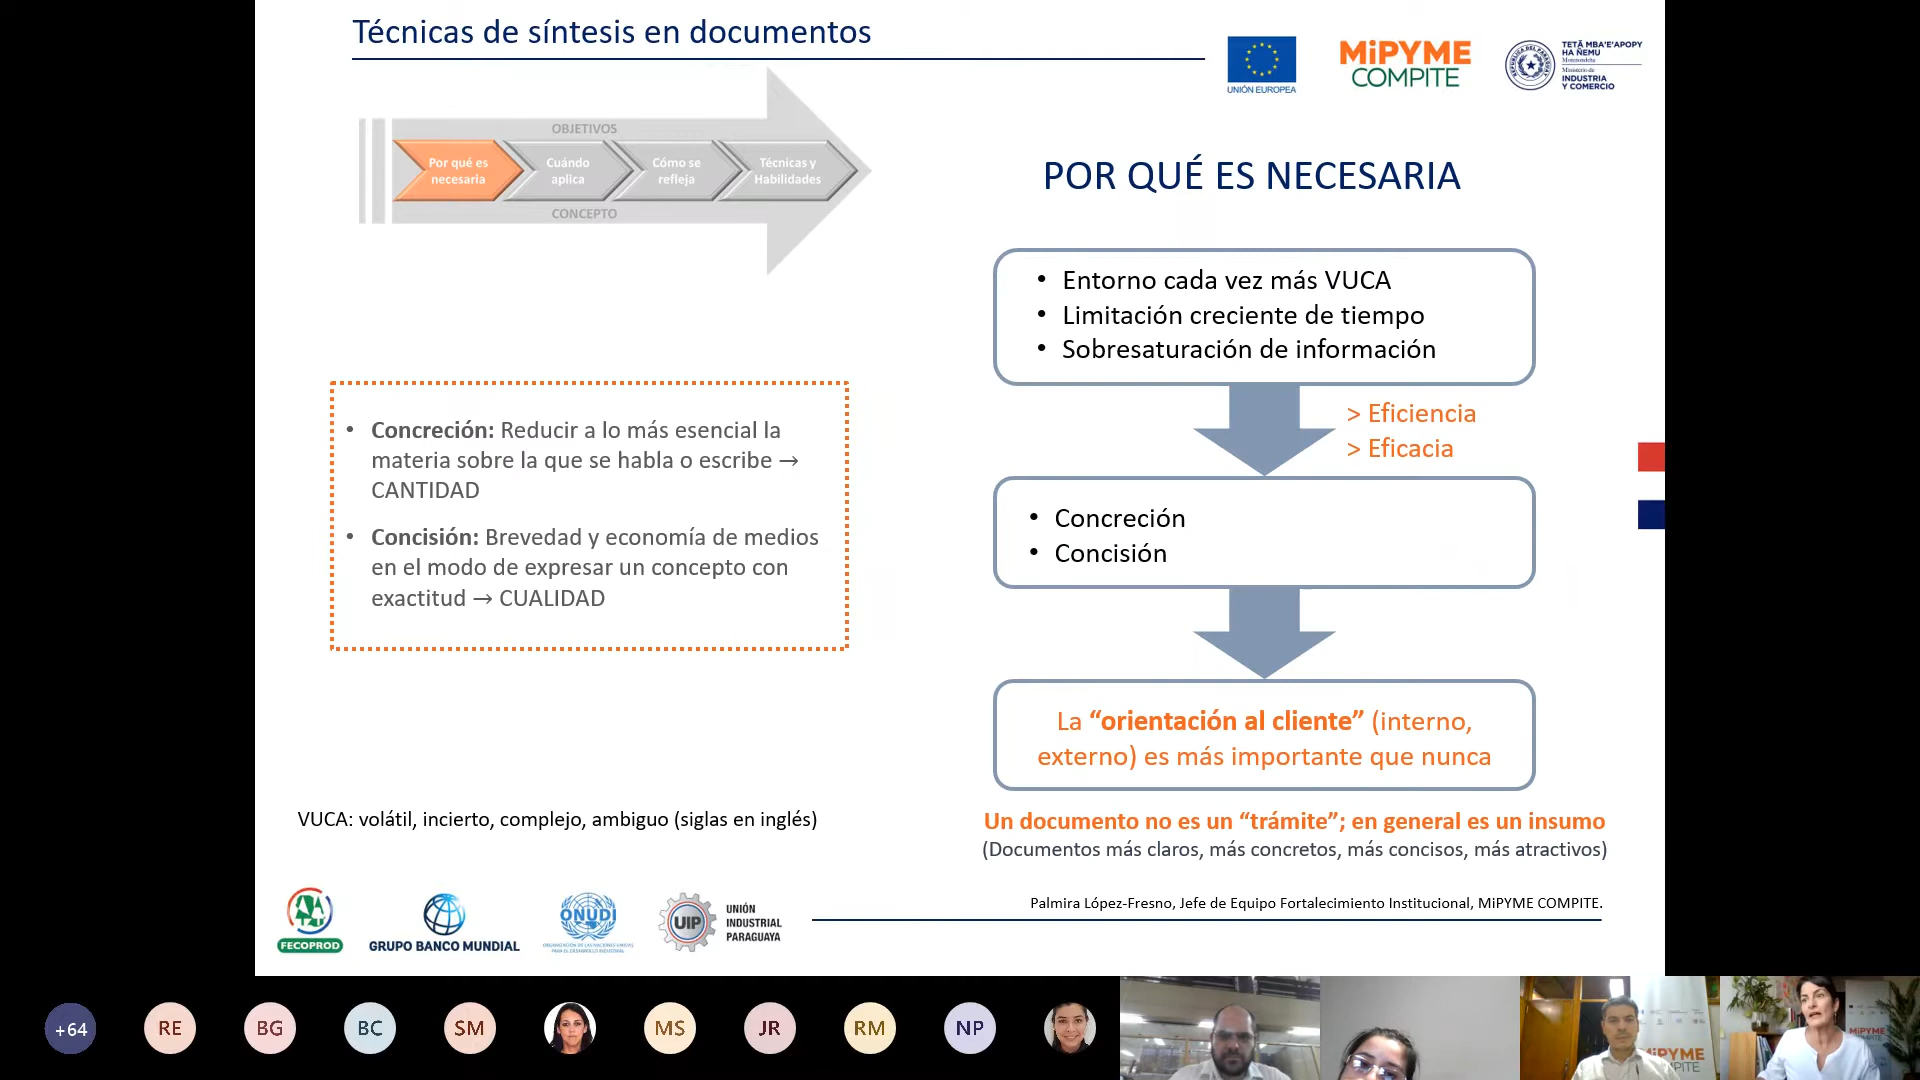 Técnicas de síntesis en documentos
UNIÓN EUROPEA
MiPYME
COMPITE
TETÃ MBA'E'APOPY
HA ÑEMU
Ministerio de
INDUSTRIA
Y COMERCIO
OBJETIVOS
Por qué es
necesaria
Cuándo
aplica
Cómo se
refleja
Técnicas y
Habilidades
CONCEPTO
POR QUÉ ES NECESARIA
• Entorno cada vez más VUCA
• Limitación creciente de tiempo
• Sobresaturación de información
> Eficiencia
> Eficacia
• Concreción: Reducir a lo más esencial la
materia sobre la que se habla o escribe →
CANTIDAD
• Concisión: Brevedad y economía de medios
en el modo de expresar un concepto con
exactitud → CUALIDAD
• Concreción
• Concisión
La “orientación al cliente” (interno,
externo) es más importante que nunca
VUCA: volátil, incierto, complejo, ambiguo (siglas en inglés)
Un documento no es un “trámite”; en general es un insumo
(Documentos más claros, más concretos, más concisos, más atractivos)
Palmira López-Fresno, Jefe de Equipo Fortalecimiento Institucional, MiPYME COMPITE.
FECOPROD
GRUPO BANCO MUNDIAL
ONUDI
UIP
UNIÓN
INDUSTRIAL
PARAGUAYA
+64
RE
BG
BC
SM
MS
JR
RM
NP
MiPYME